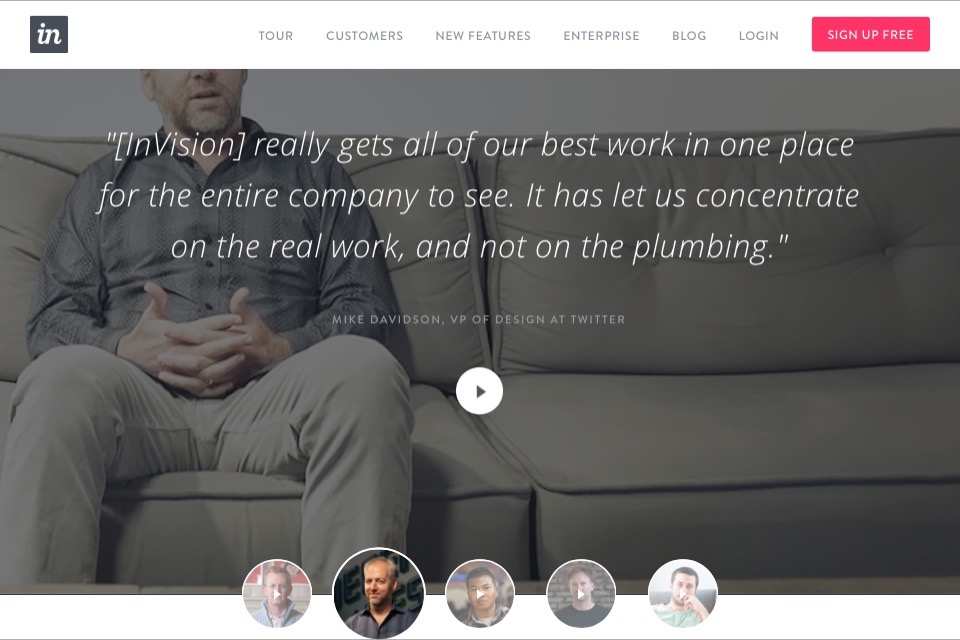 in
TOUR CUSTOMERS NEW FEATURES ENTERPRISE BLOG LOGIN SIGN UP FREE
"[InVision] really gets all of our best work in one place
for the entire company to see. It has let us concentrate
on the real work, and not on the plumbing."
MIKE DAVIDSON, VP OF DESIGN AT TWITTER